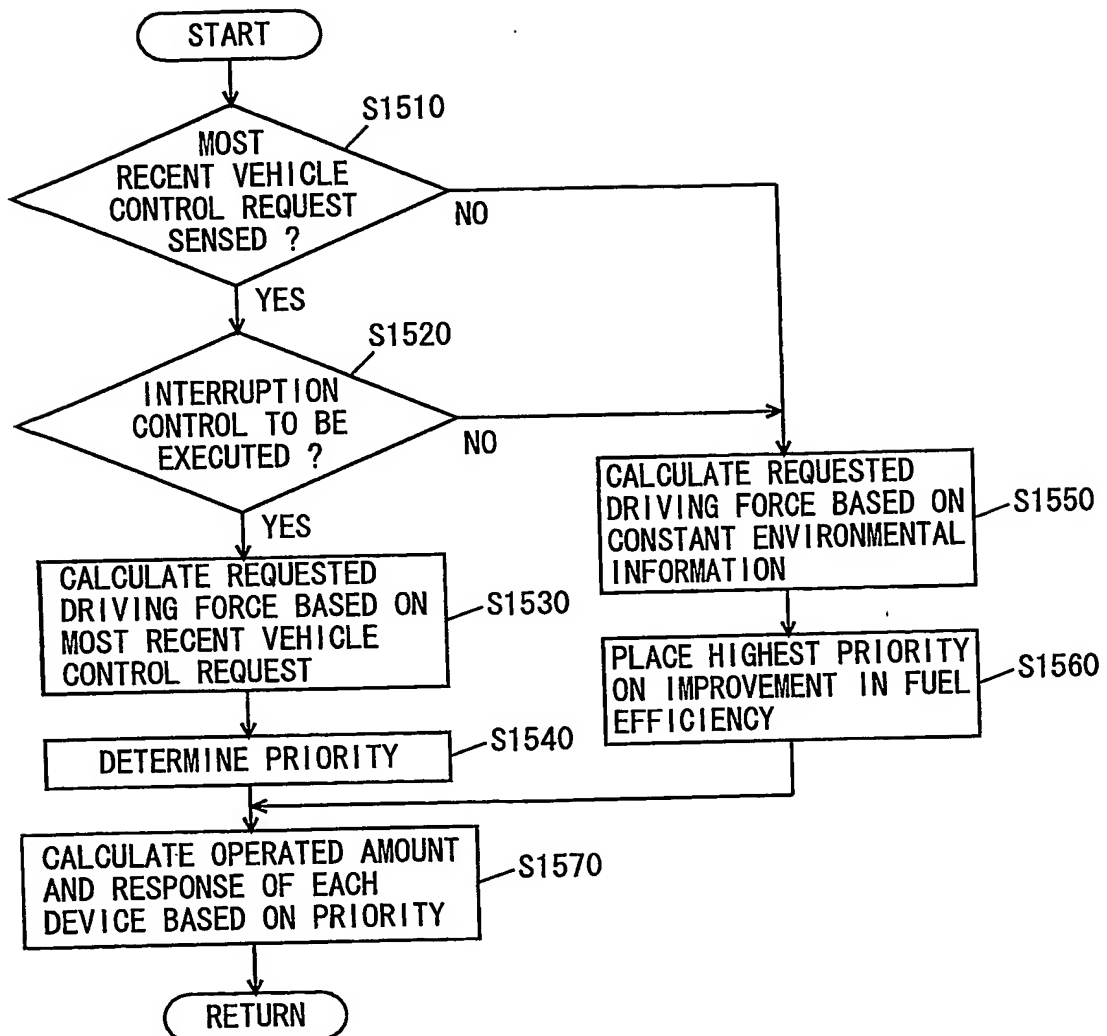 START
S1510
MOST
RECENT VEHICLE
CONTROL REQUEST
SENSED ?
NO
YES
S1520
INTERRUPTION
CONTROL TO BE
EXECUTED ?
NO
YES
CALCULATE REQUESTED
DRIVING FORCE BASED ON
CONSTANT ENVIRONMENTAL
INFORMATION
S1550
CALCULATE REQUESTED
DRIVING FORCE BASED ON
MOST RECENT VEHICLE
CONTROL REQUEST
S1530
PLACE HIGHEST PRIORITY
ON IMPROVEMENT IN FUEL
EFFICIENCY
S1560
DETERMINE PRIORITY
S1540
CALCULATE OPERATED AMOUNT
AND RESPONSE OF EACH
DEVICE BASED ON PRIORITY
S1570
RETURN